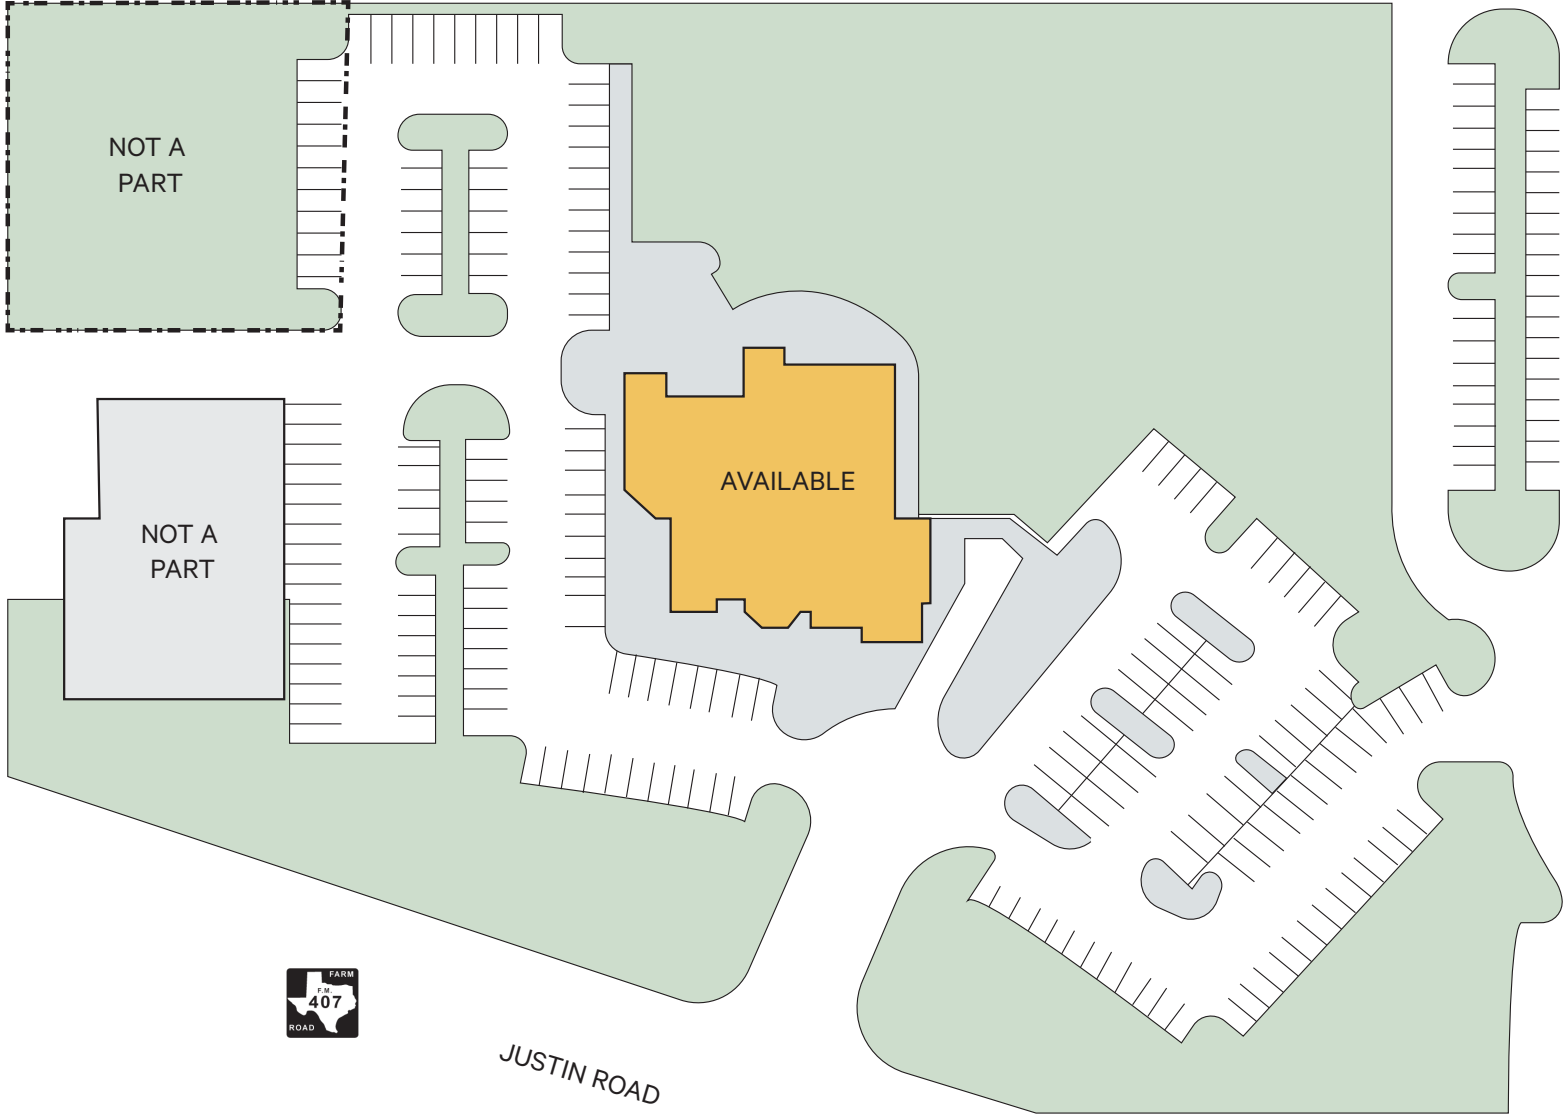 NOT A
PART
AVAILABLE
NOT A
PART
FARM
F.M.
407
ROAD
JUSTIN ROAD